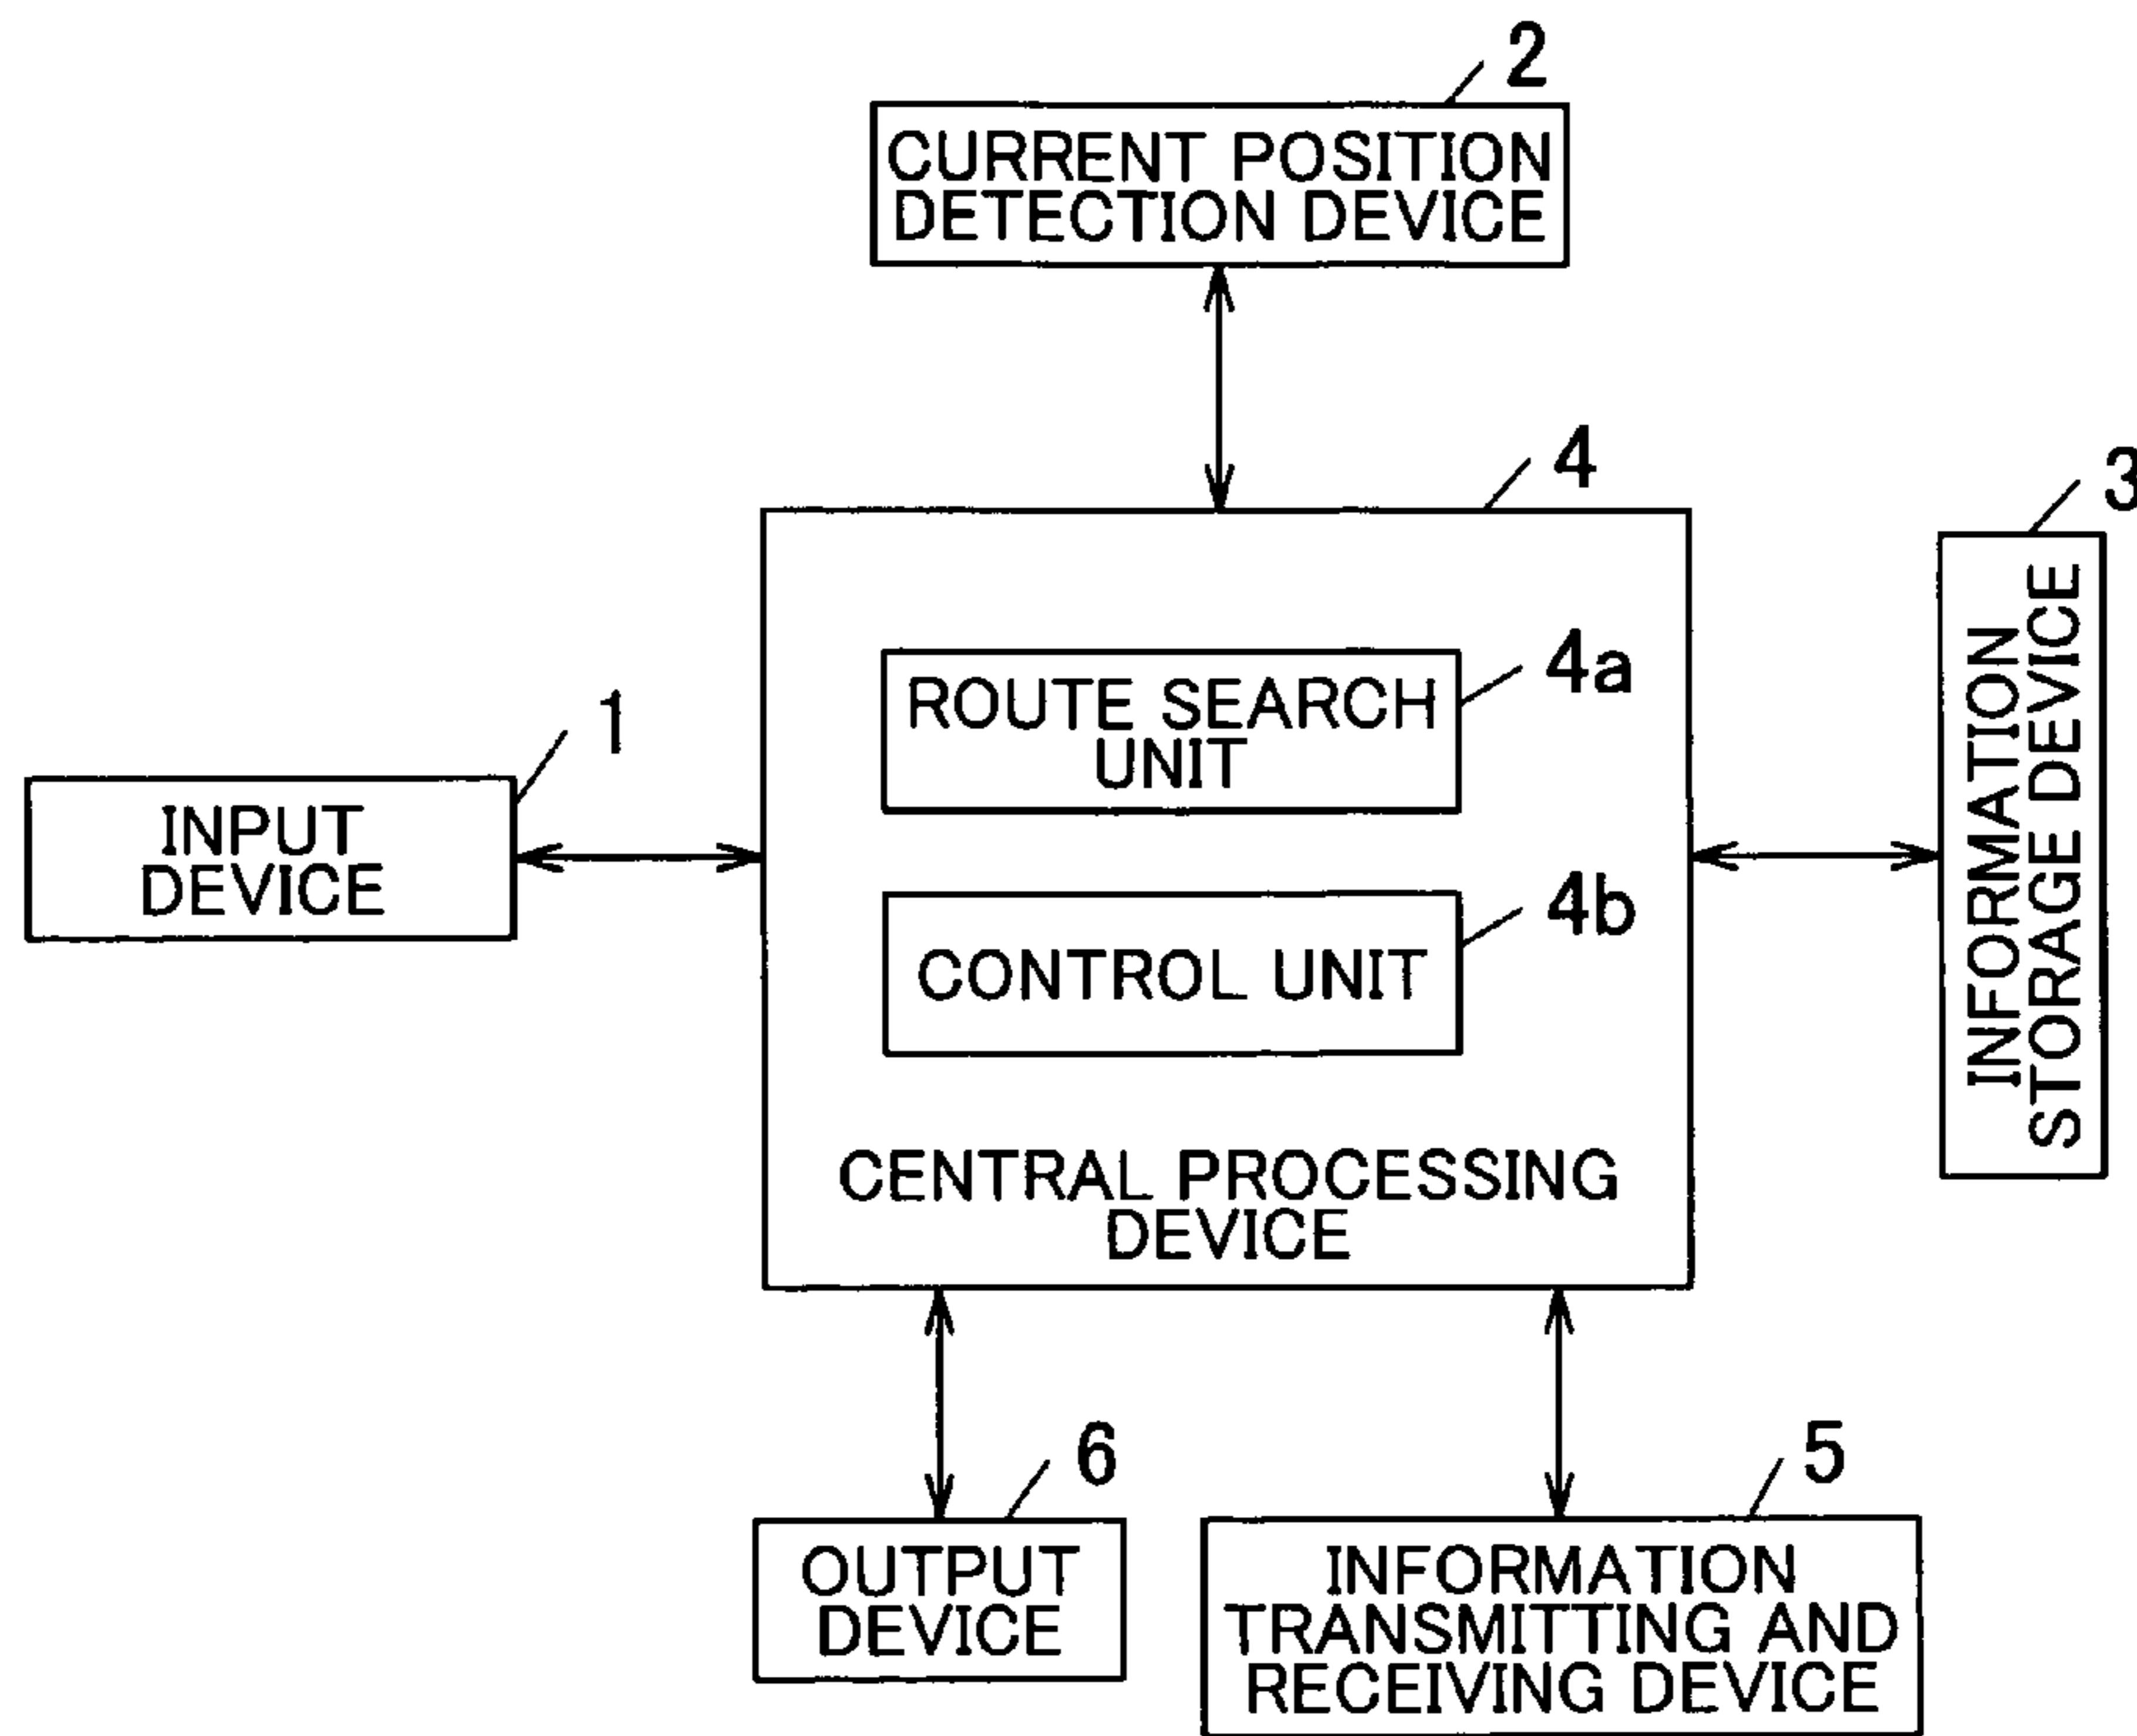 2
CURRENT POSITION
DETECTION DEVICE
4
3
INFORMATION
STORAGE DEVICE
4a
ROUTE SEARCH
UNIT
1
INPUT
DEVICE
4b
CONTROL UNIT
CENTRAL PROCESSING
DEVICE
6
OUTPUT
DEVICE
5
INFORMATION
TRANSMITTING AND
RECEIVING DEVICE